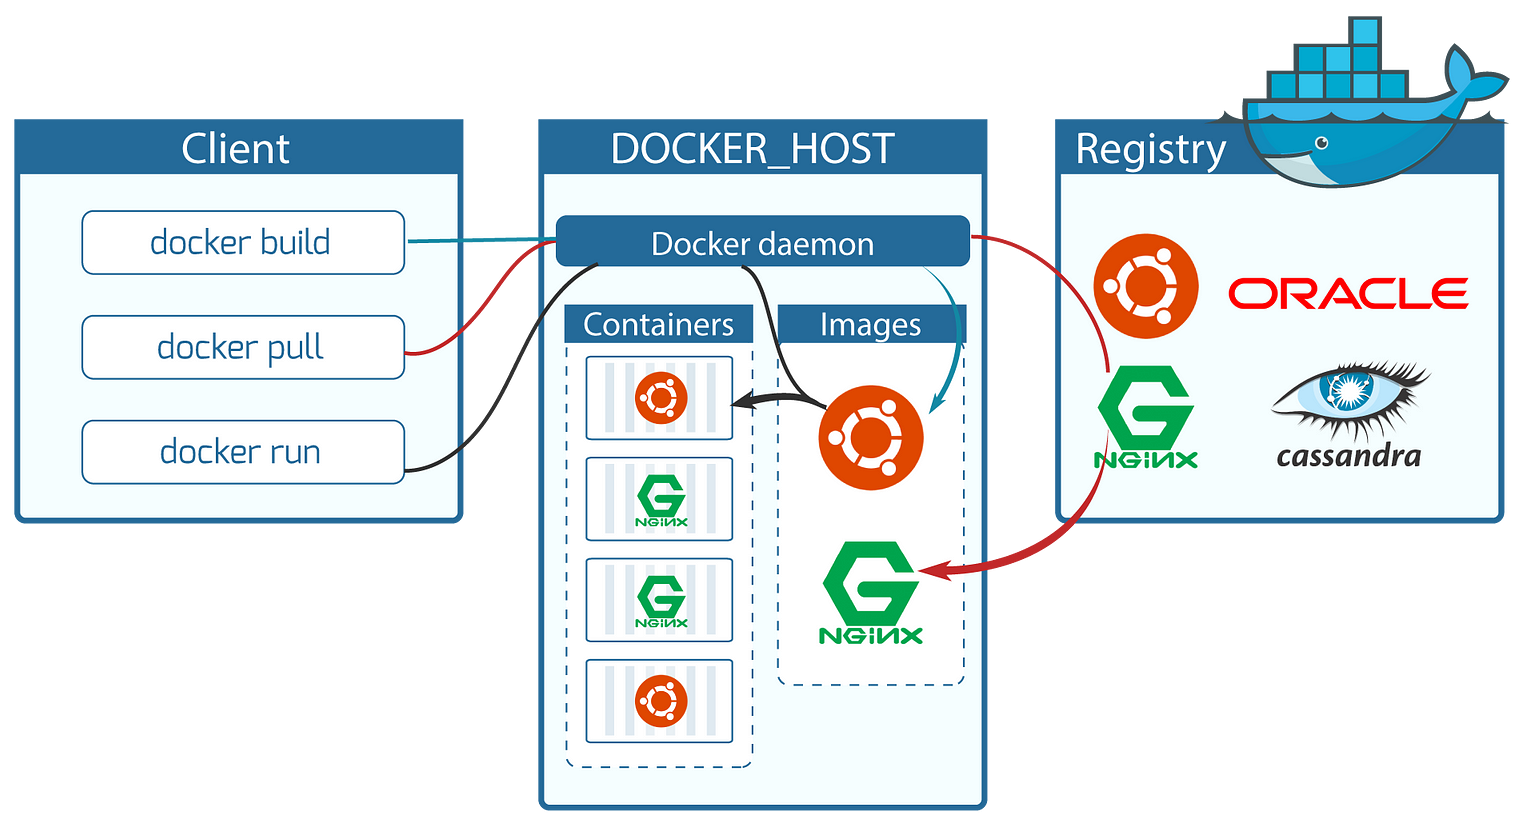 Client
docker build
docker pull
docker run
DOCKER_HOST
Docker daemon
Containers
NGiNX
NGiNX
Images
NGiNX
Registry
ORACLE
NGiNX
cassandra